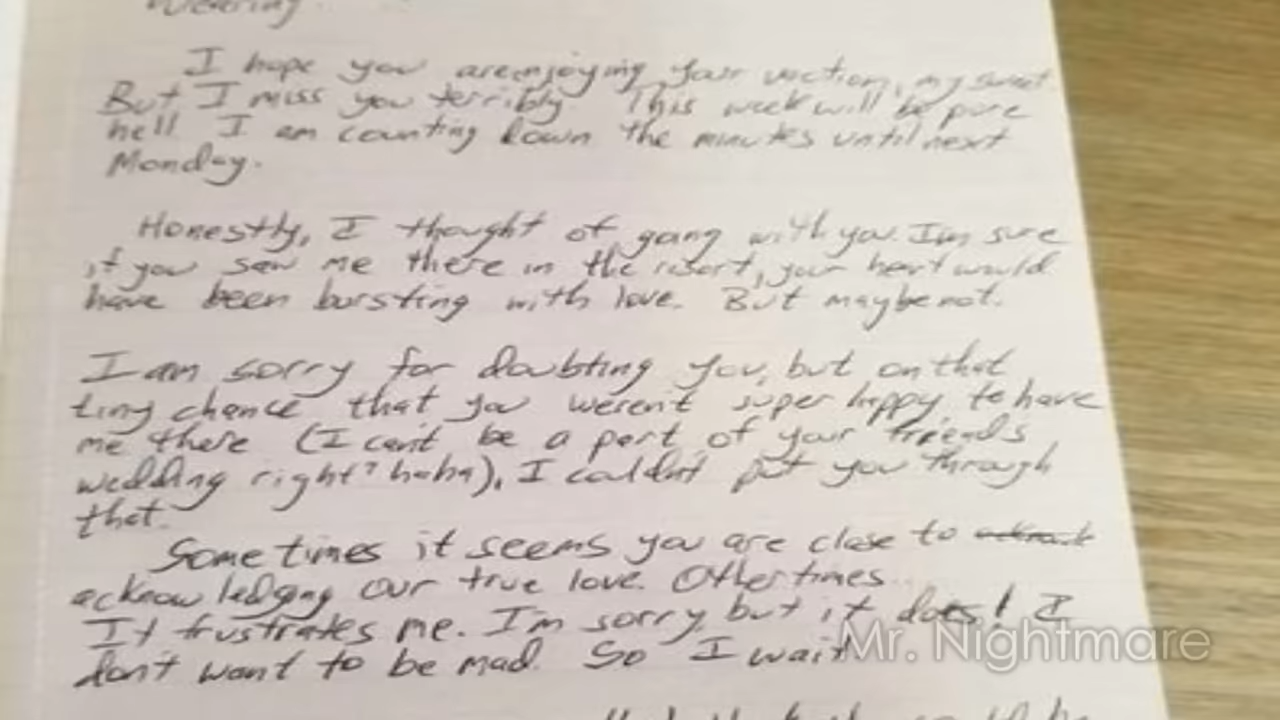 wearing.
I hope you are enjoying your vaction, my sweet.
But I miss you terribly This week will be pure
hell I am counting down the minutes until next
Monday.
Honestly, I thought of going with you. I'm sure
if you saw me there in the resort, your heart would
have been bursting with love. But maybe not.
I am sorry for doubting you, but on that
tiny chance that you weren't super happy to have
me there (I can't be a part of your friends
wedding right? haha), I couldn't put you through
that.
Some times it seems you are close to
acknowledging our true love. Other times..
It frustrates me. I'm sorry, but it does! I
don't want to be mad. So I wait
Mr. Nightmare